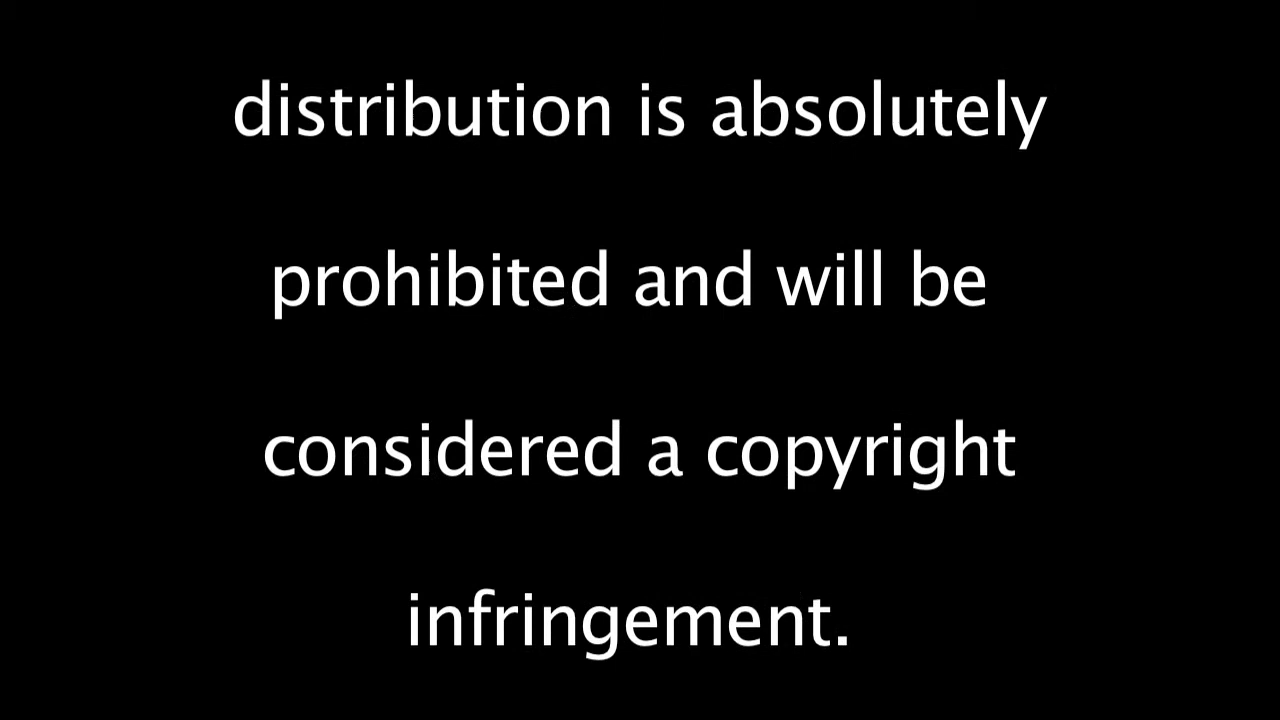 distribution is absolutely
prohibited and will be
considered a copyright
infringement.